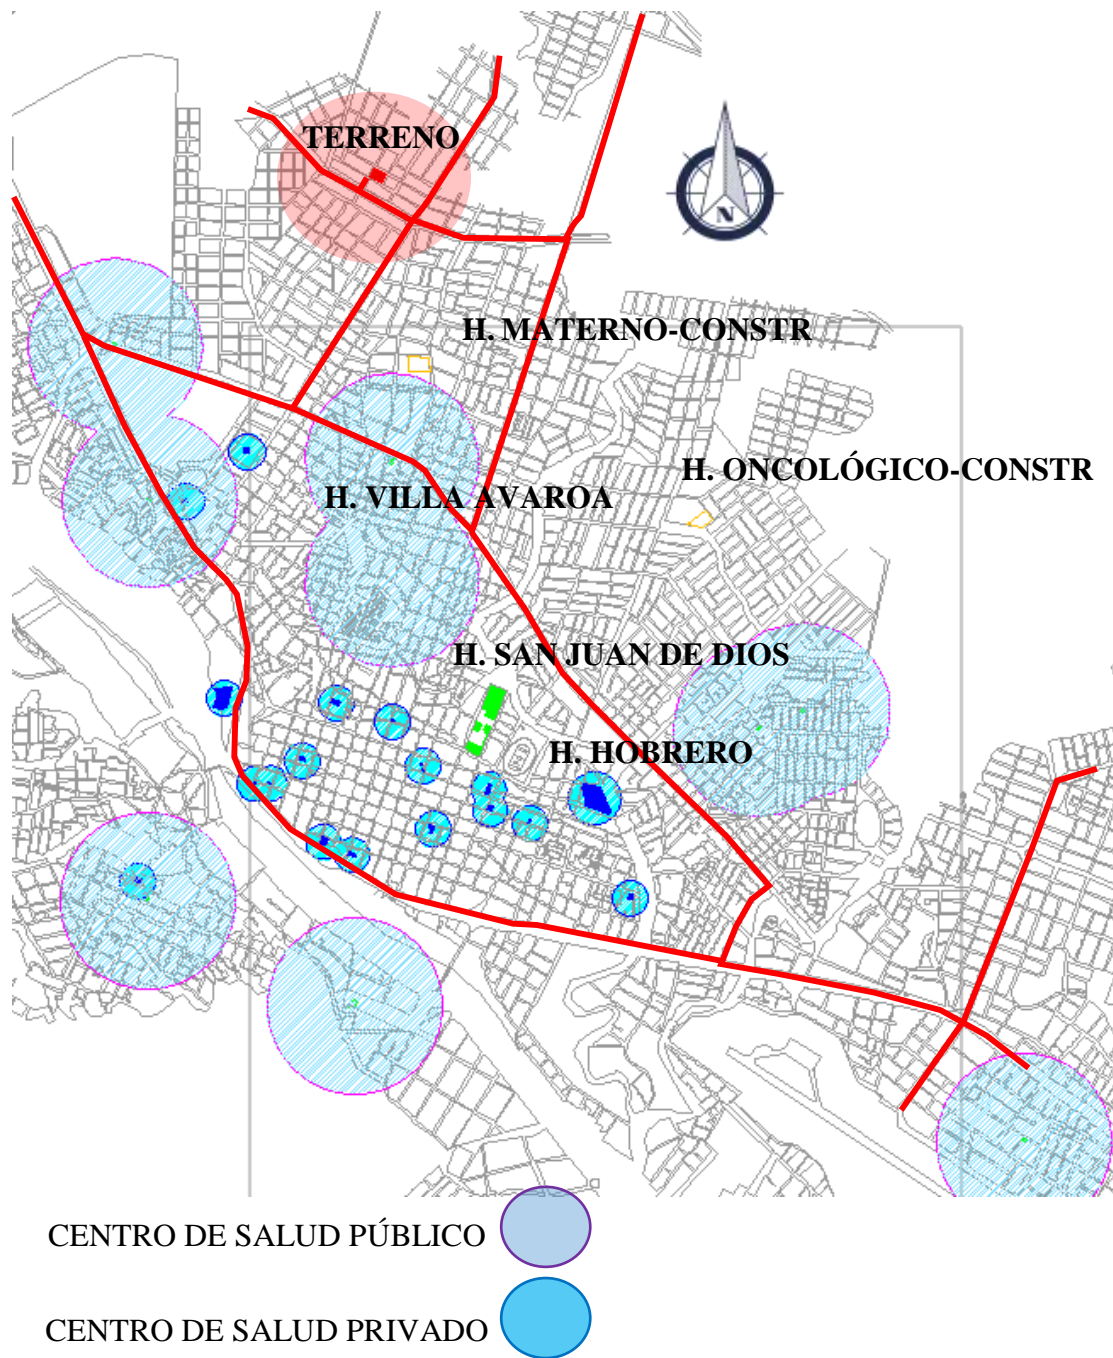 TERRENO
N
H. MATERNO-CONSTR
H. ONCOLÓGICO-CONSTR
H. VILLA AVAROA
H. SAN JUAN DE DIOS
H. HOBRERO
CENTRO DE SALUD PÚBLICO
CENTRO DE SALUD PRIVADO